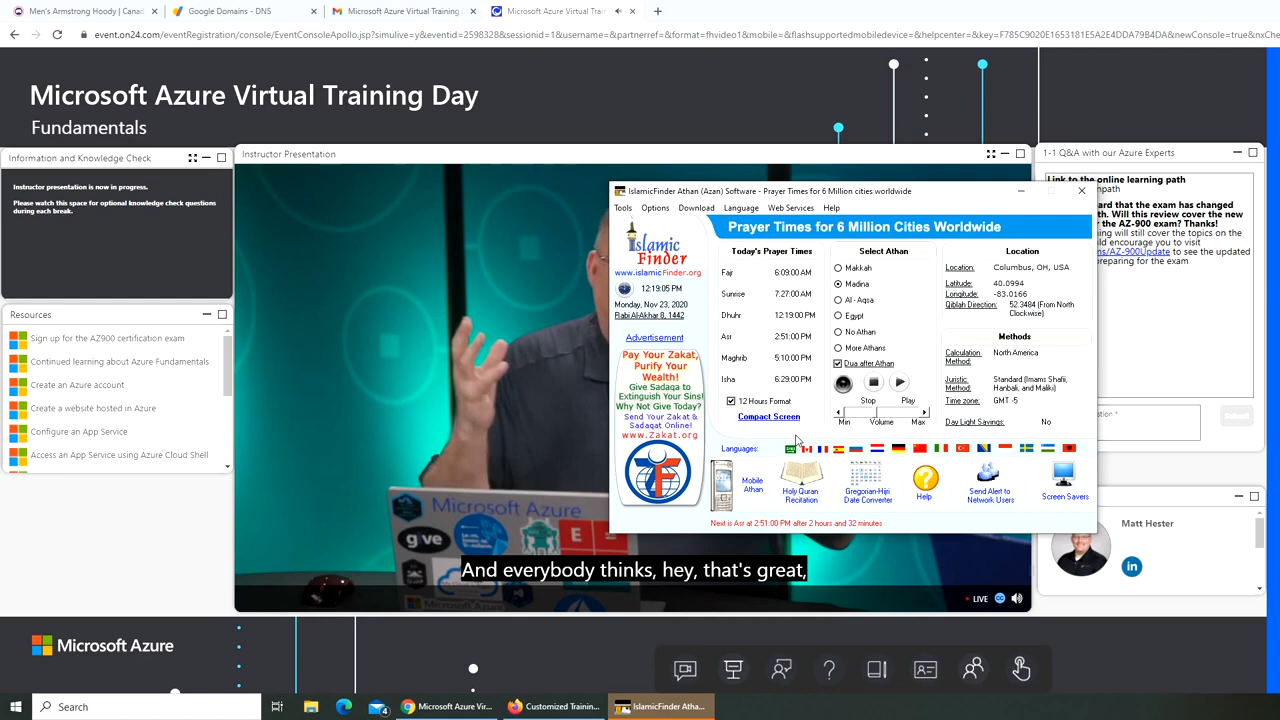 Men's Armstrong Hoody | Canad
Google Domains - DNS
Microsoft Azure Virtual Training
Microsoft Azure Virtual Train
event.on24.com/eventRegistration/console/EventConsoleApollo.jsp?simulive=y&eventid=2598328&sessionid=1&username=&partnerref=&format=fhvideo1&mobile=&flashsupportedmobiledevice=&helpcenter=&key=F785C9020E1653181E5A2E4DDA79B4DA&newConsole=true&nxChe
Microsoft Azure Virtual Training Day
Fundamentals
Information and Knowledge Check
Instructor presentation is now in progress.
Please watch this space for optional knowledge check questions
during each break.
Resources
Sign up for the AZ900 certification exam
Continued learning about Azure Fundamentals
Create an Azure account
Create a website hosted in Azure
Configure an App Service
Access an App Service using Azure Cloud Shell
Instructor Presentation
IslamicFinder Athan (Azan) Software - Prayer Times for 6 Million cities worldwide
Tools Options Download Language Web Services Help
Islamic
Finder
www.islamicFinder.org
12:19:05 PM
Monday, Nov 23, 2020
Rabi Al-Akhar 8, 1442
Advertisement
Pay Your Zakat,
Purify Your
Wealth!
Give Sadaqa to
Extinguish Your Sins!
Why Not Give Today?
Send Your Zakat &
Sadaqat Online!
www.Zakat.org
Prayer Times for 6 Million Cities Worldwide
Today's Prayer Times
Fajr 6:09:00 AM
Sunrise 7:27:00 AM
Dhuhr 12:19:00 PM
Asr 2:51:00 PM
Maghrib 5:10:00 PM
Isha 6:29:00 PM
12 Hours Format
Compact Screen
Select Athan
Makkah
Madina
Al - Aqsa
Egypt
No Athan
More Athans
Dua after Athan
Stop Play
Min Volume Max
Location
Location: Columbus, OH, USA
Latitude: 40.0994
Longitude: -83.0166
Qiblah Direction: 52.3484 (From North
Clockwise)
Methods
Calculation
Method: North America
Juristic
Method: Standard (Imams Shafii,
Hanbali, and Maliki)
Time zone: GMT -5
Day Light Savings: No
Languages:
Mobile
Athan
Holy Quran
Recitation
Gregorian-Hijri
Date Converter
Help
Send Alert to
Network Users
Screen Savers
Next is Asr at 2:51:00 PM after 2 hours and 32 minutes
Microsoft Azure
give
And everybody thinks, hey, that's great,
LIVE
CC
1-1 Q&A with our Azure Experts
Link to the online learning path
npath
ard that the exam has changed
th. Will this review cover the new
r the AZ-900 exam? Thanks!
ning will still cover the topics on the
uld encourage you to visit
ms/AZ-900Update to see the updated
preparing for the exam
estion *
Submit
Matt Hester
in
Microsoft Azure
Search
4
Microsoft Azure Vir...
Customized Trainin...
IslamicFinder Atha...